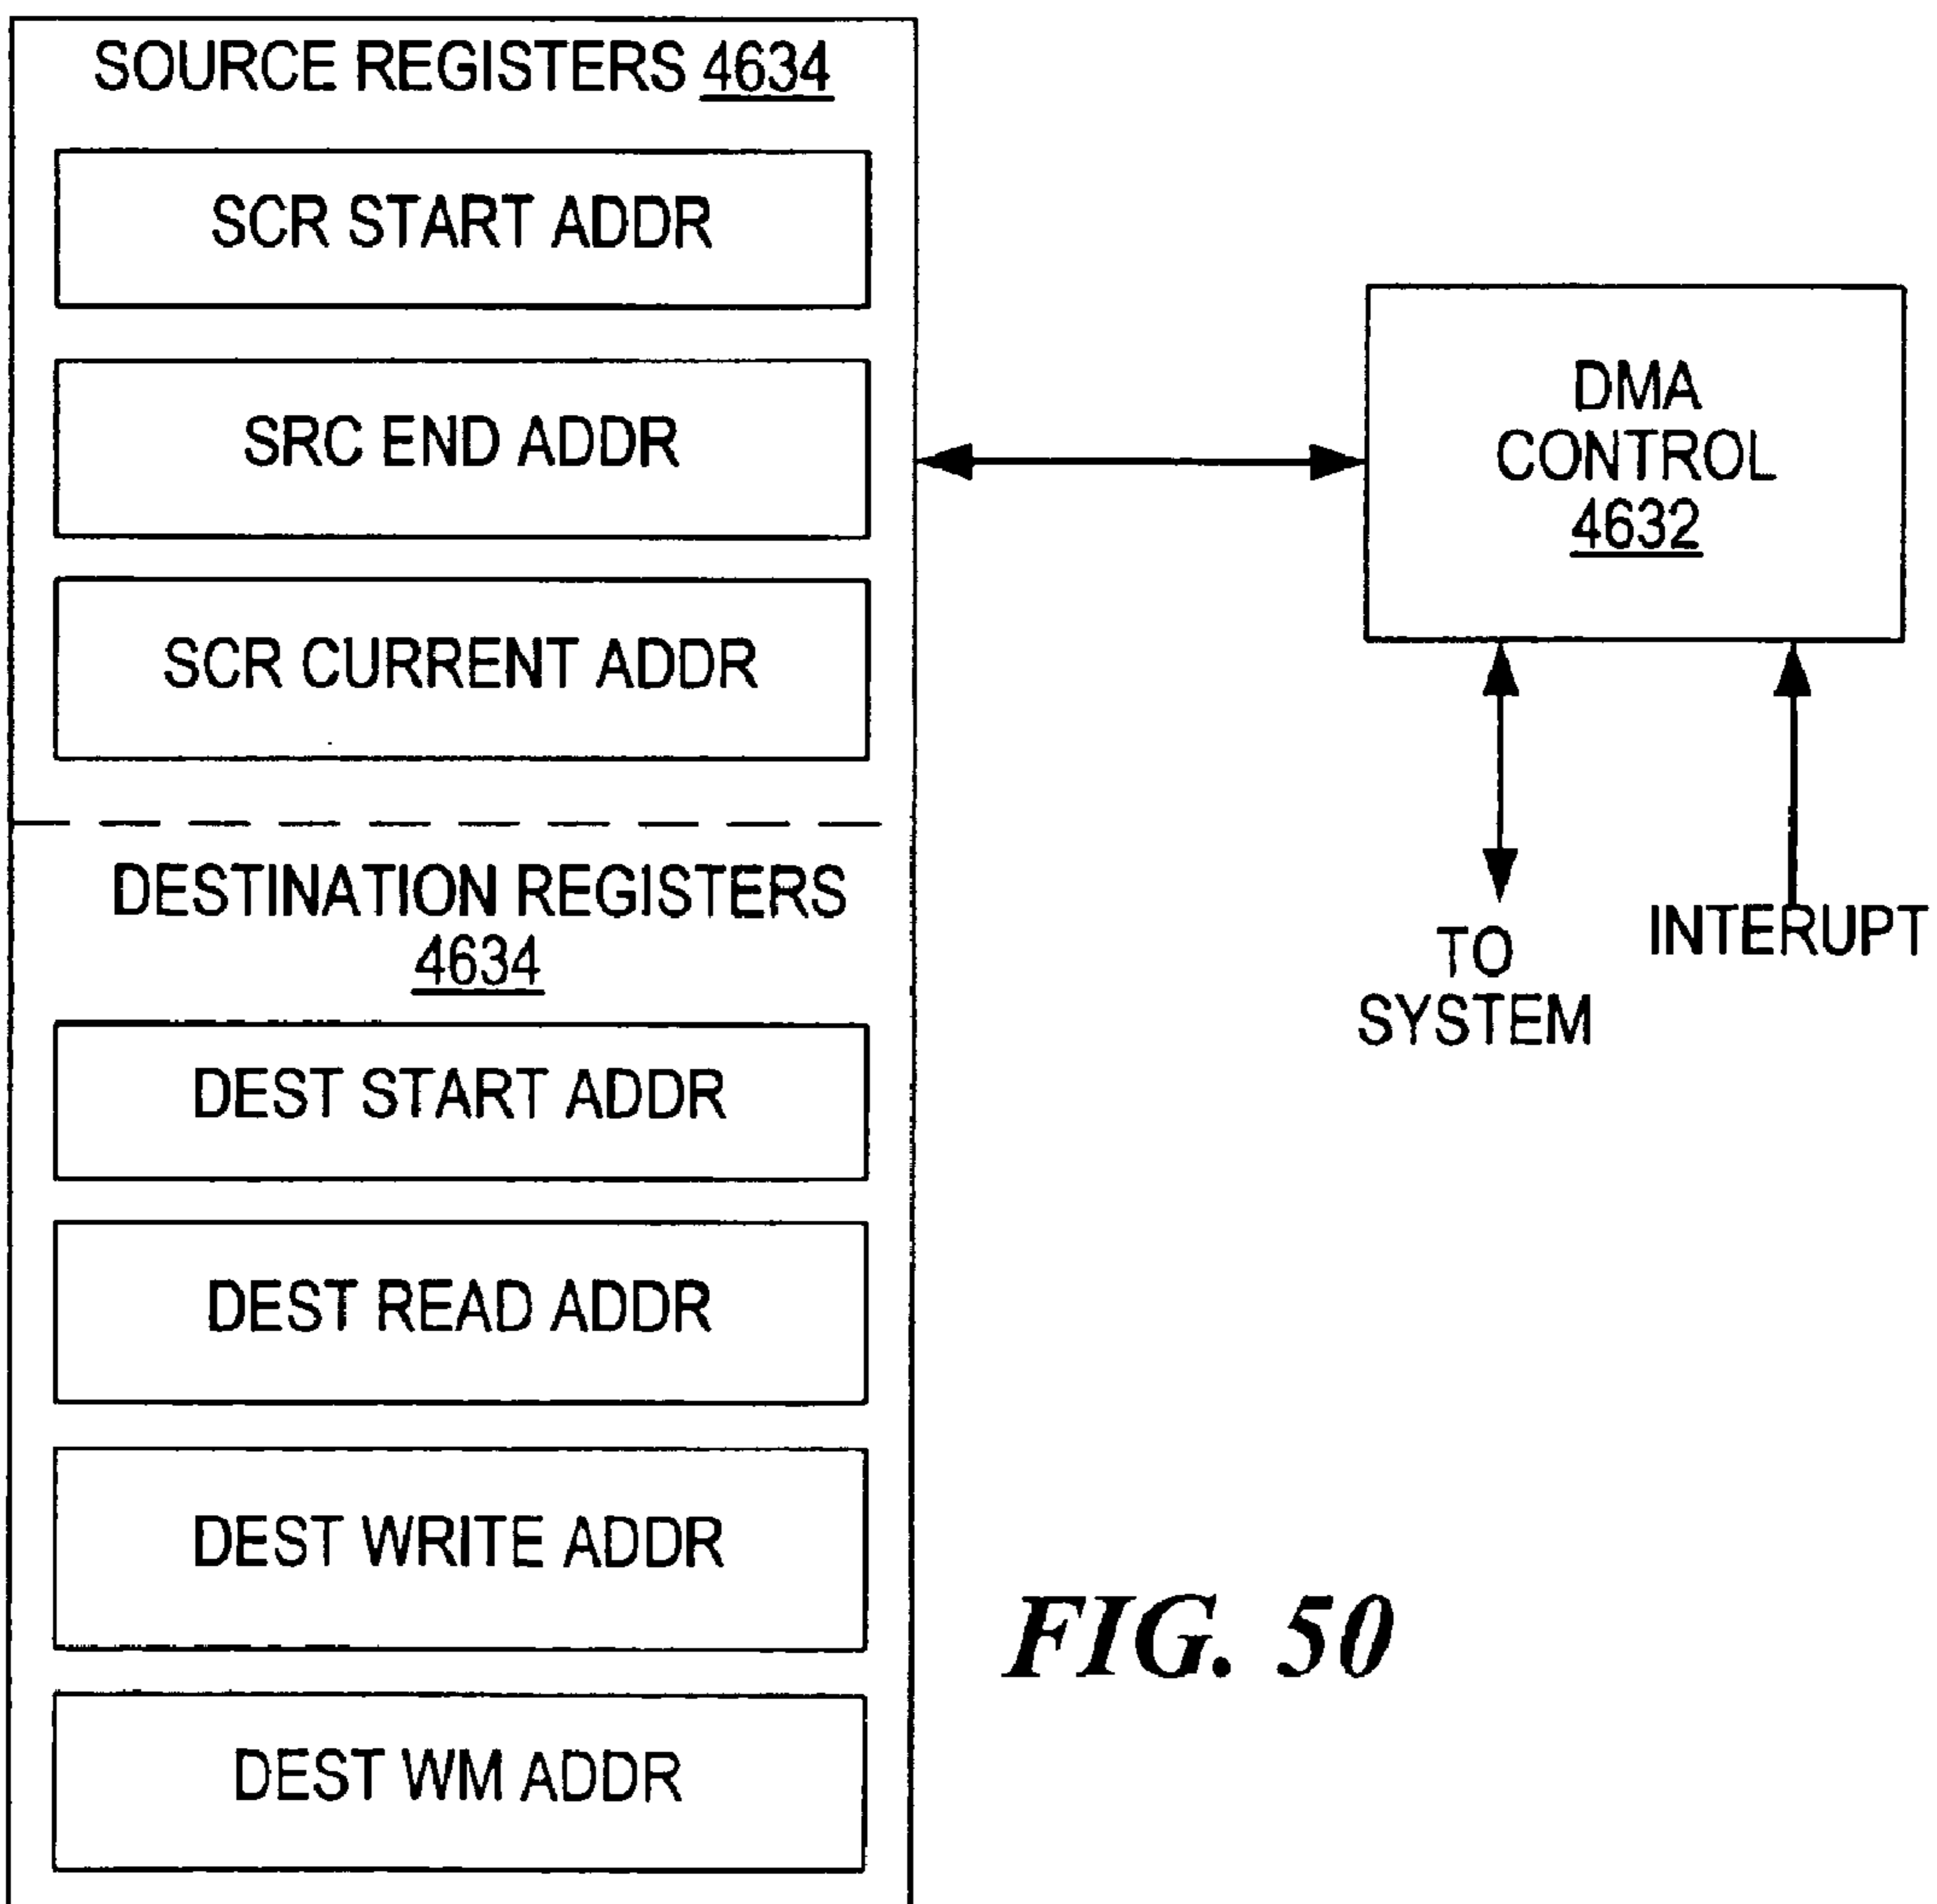 SOURCE REGISTERS 4634
SCR START ADDR
SRC END ADDR
SCR CURRENT ADDR
DESTINATION REGISTERS
4634
DEST START ADDR
DEST READ ADDR
DEST WRITE ADDR
DEST WM ADDR
DMA
CONTROL
4632
TO
SYSTEM
INTERUPT
FIG. 50